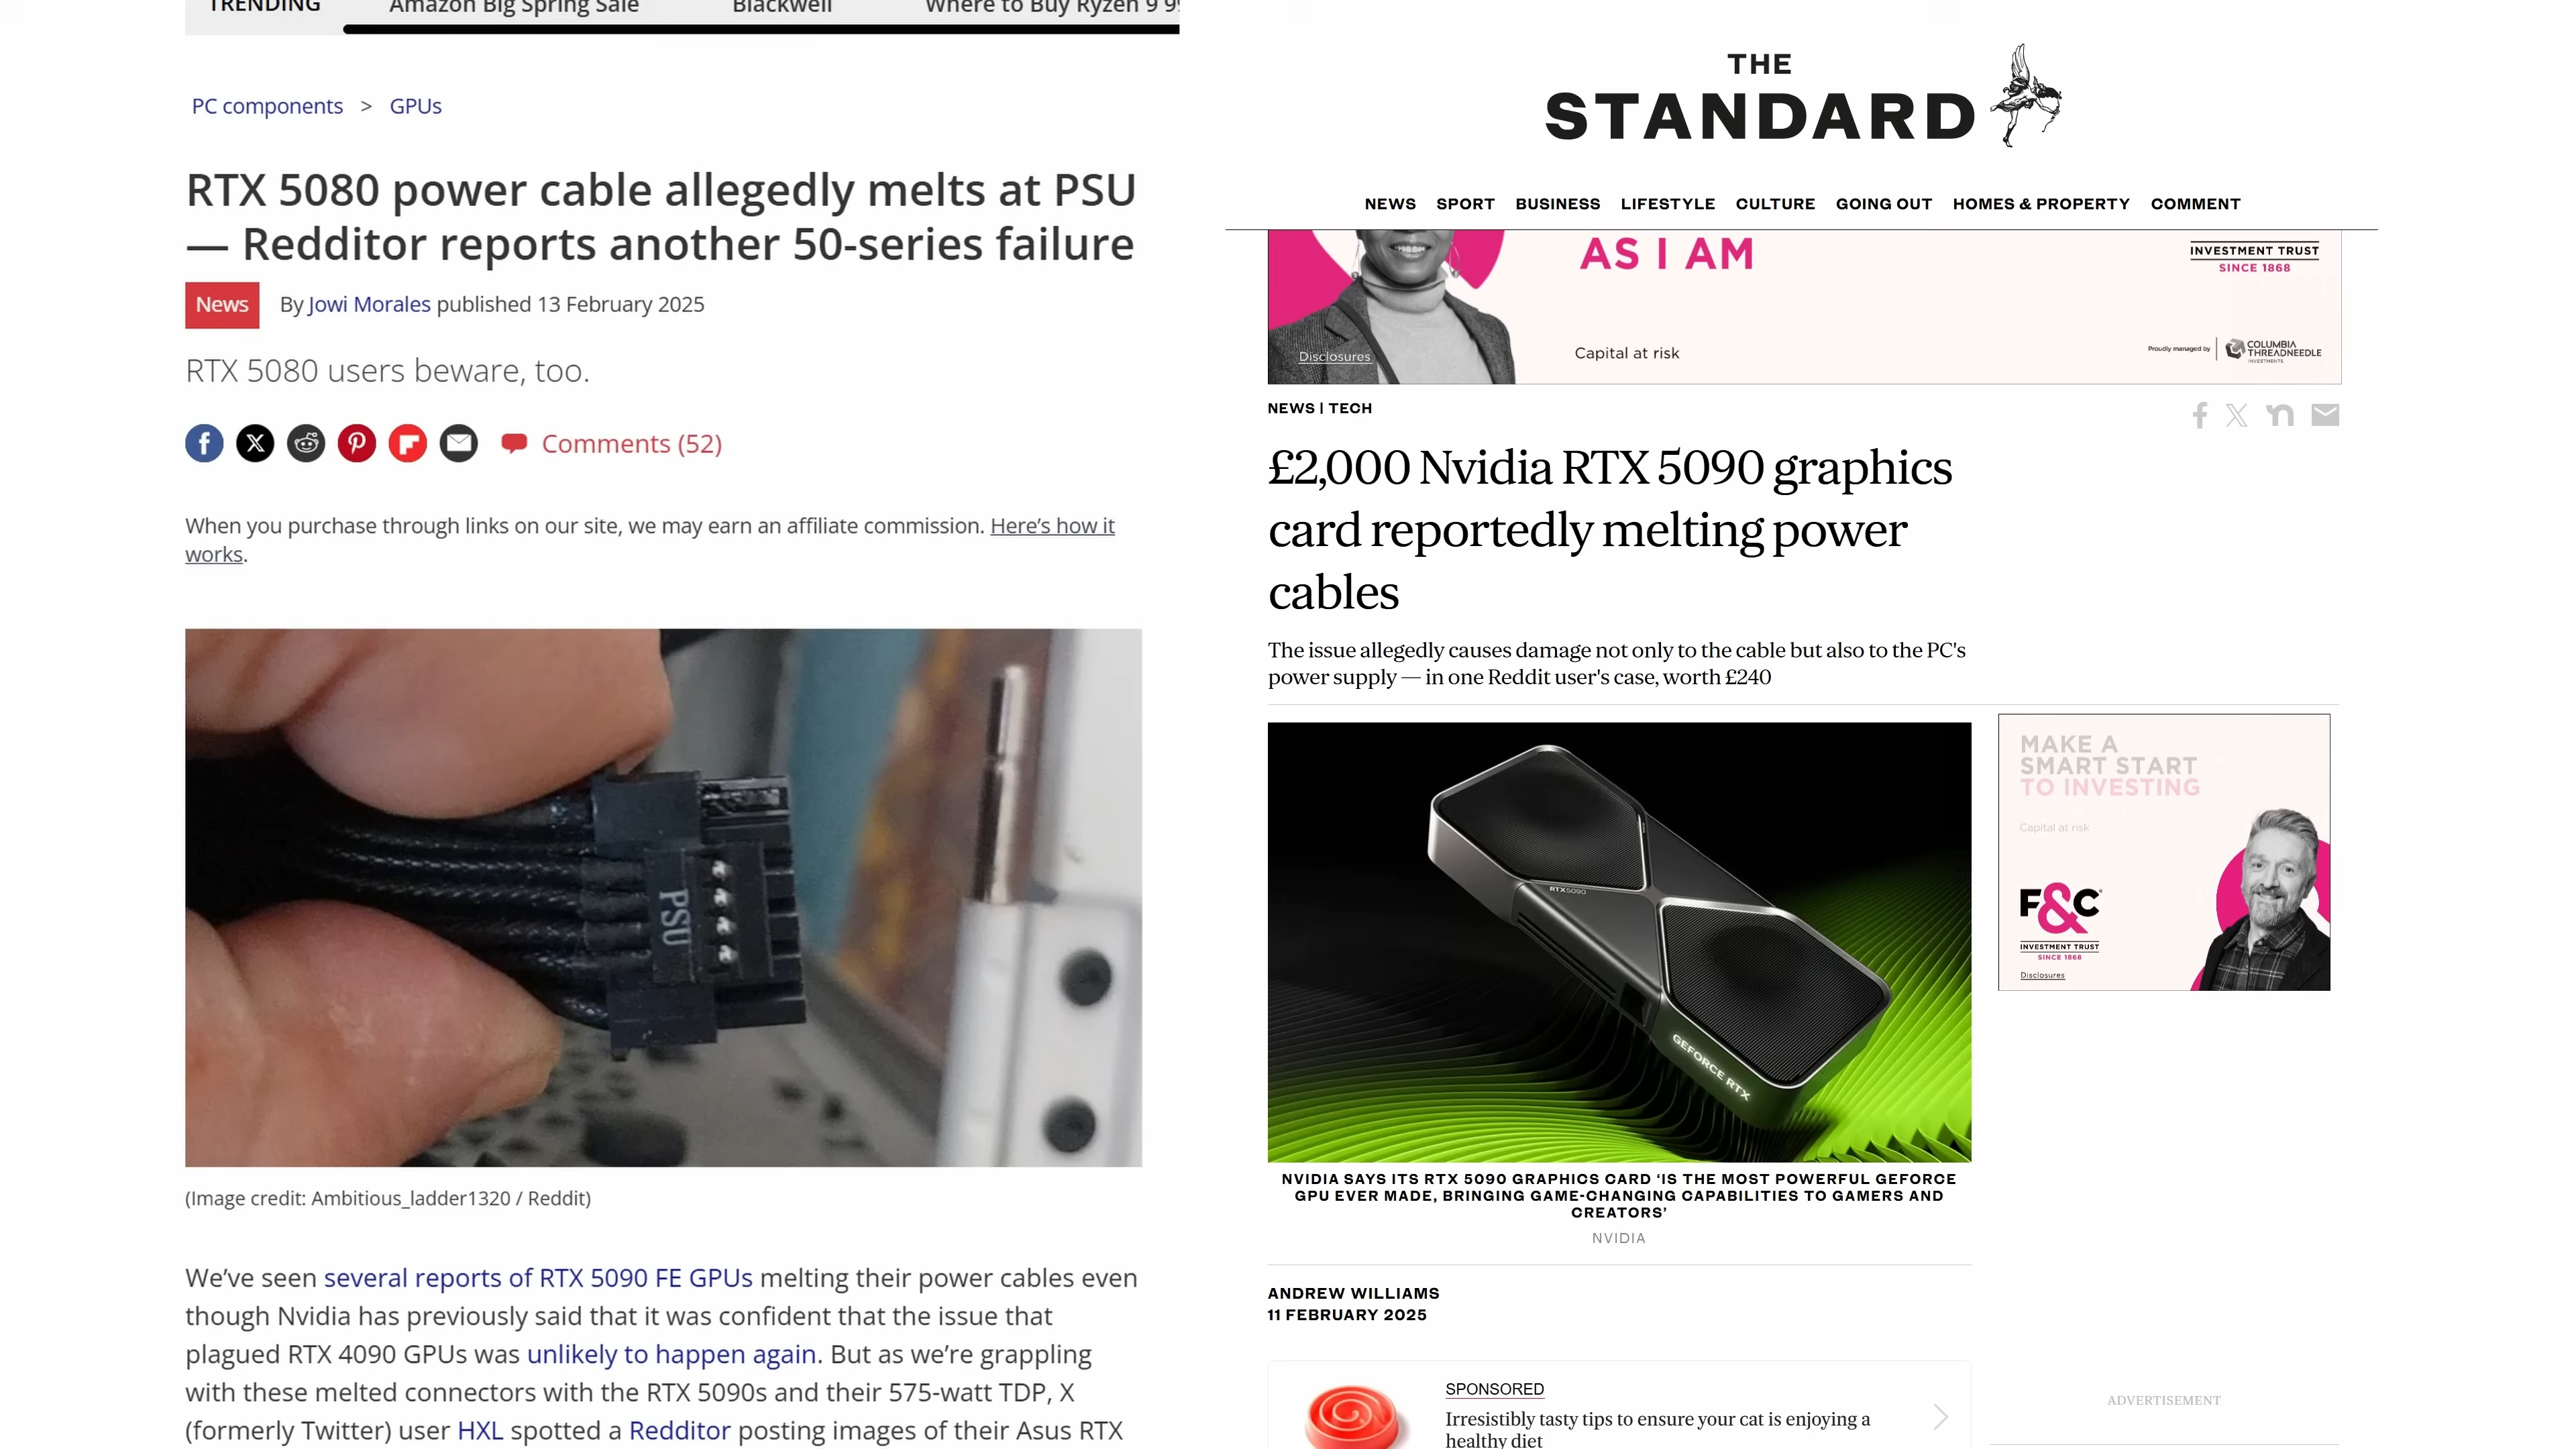 TRENDING Amazon Big Spring Sale Blackwell Where to Buy Ryzen 9
PC components > GPUs
RTX 5080 power cable allegedly melts at PSU
— Redditor reports another 50-series failure
News By Jowi Morales published 13 February 2025
RTX 5080 users beware, too.
Comments (52)
When you purchase through links on our site, we may earn an affiliate commission. Here’s how it
works.
PSU
(Image credit: Ambitious_ladder1320 / Reddit)
We’ve seen several reports of RTX 5090 FE GPUs melting their power cables even
though Nvidia has previously said that it was confident that the issue that
plagued RTX 4090 GPUs was unlikely to happen again. But as we’re grappling
with these melted connectors with the RTX 5090s and their 575-watt TDP, X
(formerly Twitter) user HXL spotted a Redditor posting images of their Asus RTX
THE
STANDARD
NEWS SPORT BUSINESS LIFESTYLE CULTURE GOING OUT HOMES & PROPERTY COMMENT
AS I AM
INVESTMENT TRUST
SINCE 1868
Disclosures
Capital at risk
Proudly managed by
COLUMBIA
THREADNEEDLE
INVESTMENTS
NEWS | TECH
£2,000 Nvidia RTX 5090 graphics
card reportedly melting power
cables
The issue allegedly causes damage not only to the cable but also to the PC's
power supply — in one Reddit user's case, worth £240
RTX5090
GEFORCE RTX
NVIDIA SAYS ITS RTX 5090 GRAPHICS CARD ‘IS THE MOST POWERFUL GEFORCE
GPU EVER MADE, BRINGING GAME-CHANGING CAPABILITIES TO GAMERS AND
CREATORS’
NVIDIA
ANDREW WILLIAMS
11 FEBRUARY 2025
SPONSORED
Irresistibly tasty tips to ensure your cat is enjoying a
healthy diet
MAKE A
SMART START
TO INVESTING
Capital at risk
F&C
INVESTMENT TRUST
SINCE 1868
Disclosures
ADVERTISEMENT